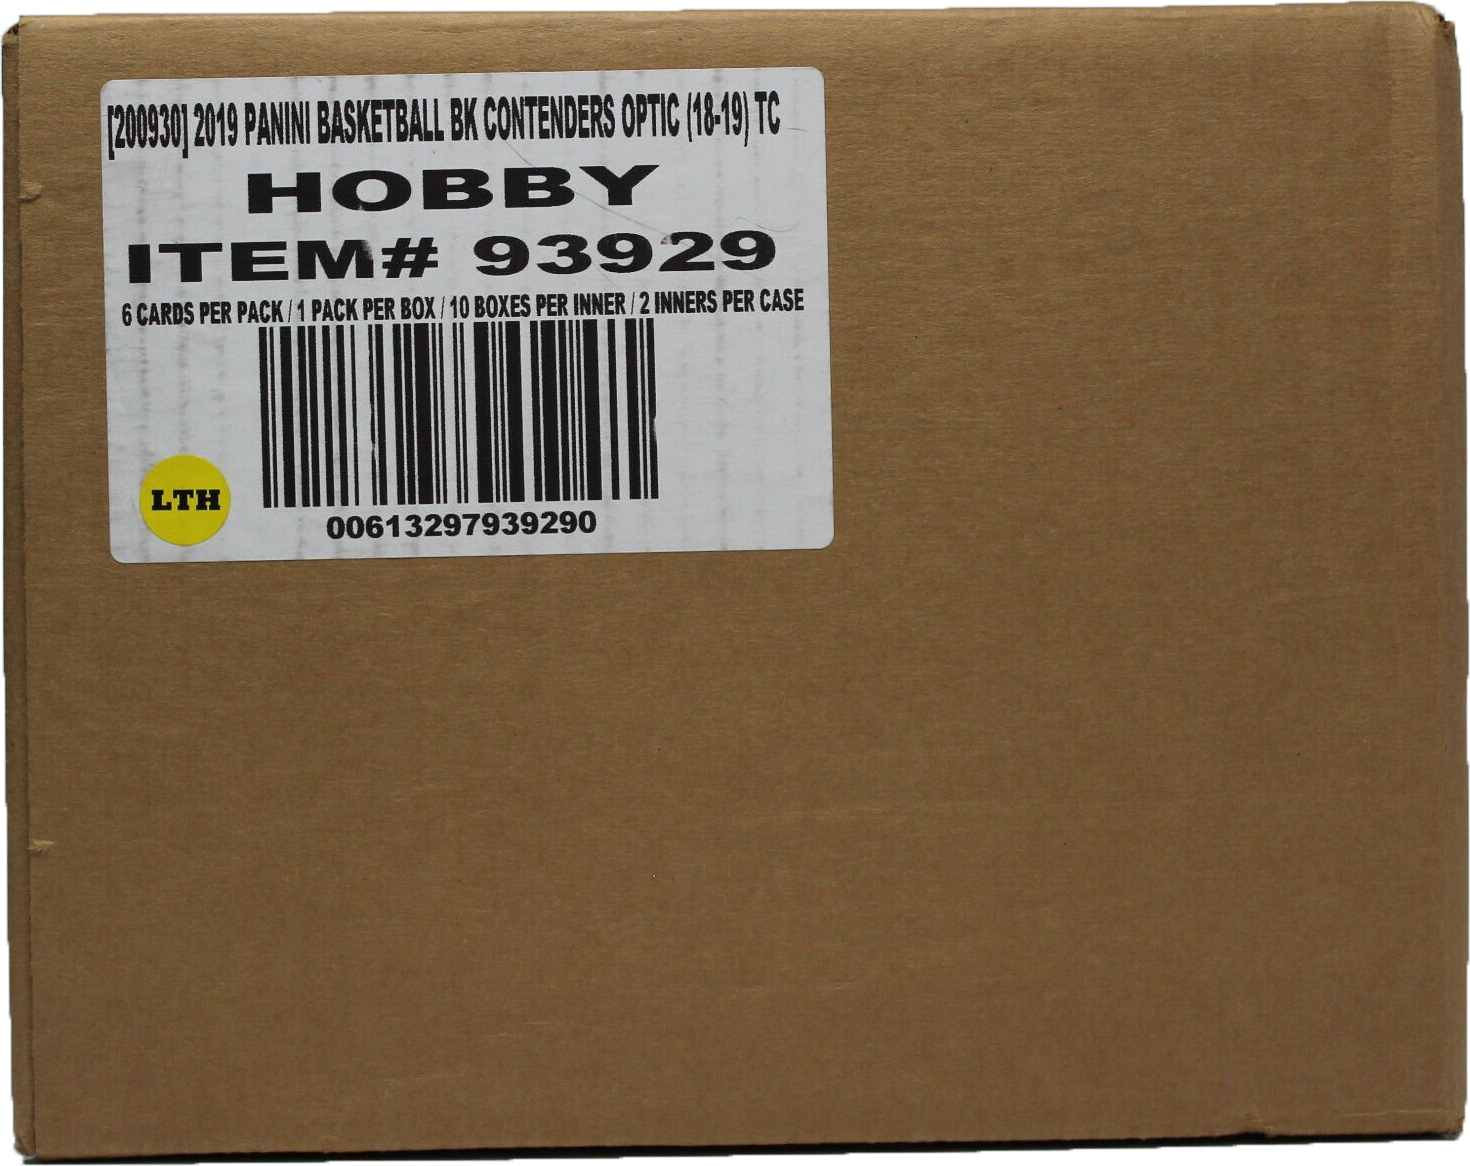 [200930] 2019 PANINI BASKETBALL BK CONTENDERS OPTIC (18-19) TC
HOBBY
ITEM# 93929
6 CARDS PER PACK / 1 PACK PER BOX / 10 BOXES PER INNER / 2 INNERS PER CASE
LTH
00613297939290